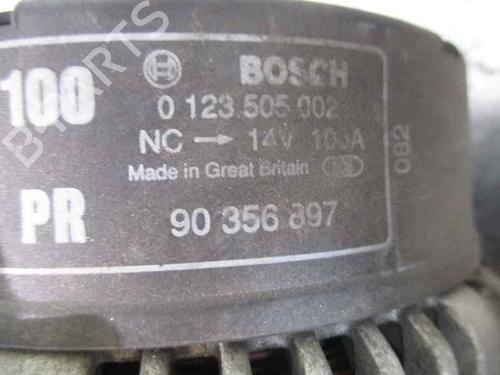 100
BOSCH
0 123 505 002
NC → 14V 100A
Made in Great Britain
082
PR
90 356 897